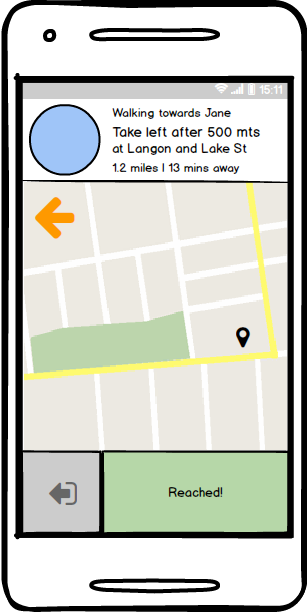 15:11
Walking towards Jane
Take left after 500 mts
at Langon and Lake St
1.2 miles | 13 mins away
Reached!